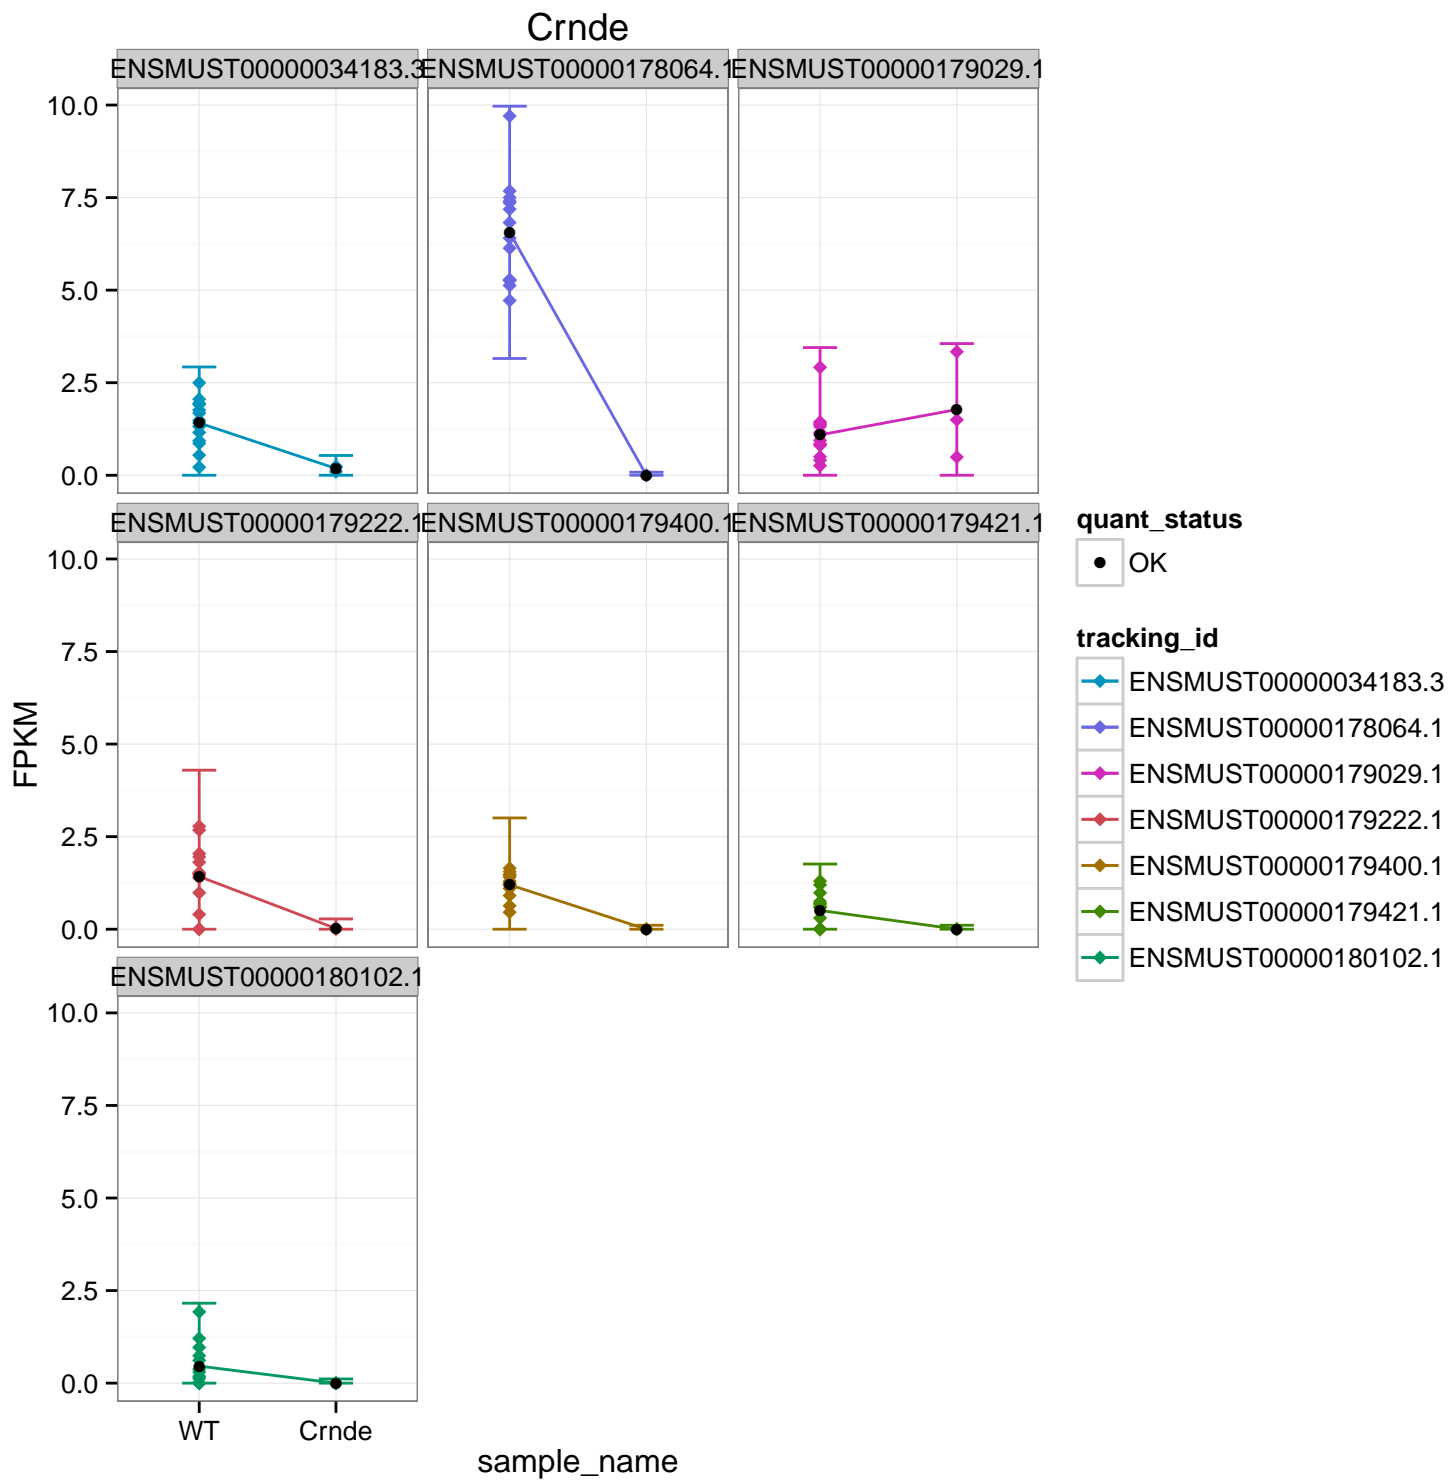 Crnde
ENSMUST00000034183.3 ENSMUST00000178064.1 ENSMUST00000179029.1
10.0
7.5
5.0
2.5
0.0
ENSMUST00000179222.1 ENSMUST00000179400.1 ENSMUST00000179421.1
10.0
7.5
5.0
2.5
0.0
ENSMUST00000180102.1
10.0
7.5
5.0
2.5
0.0
WT Crnde
sample_name
FPKM
quant_status
OK
tracking_id
ENSMUST00000034183.3
ENSMUST00000178064.1
ENSMUST00000179029.1
ENSMUST00000179222.1
ENSMUST00000179400.1
ENSMUST00000179421.1
ENSMUST00000180102.1